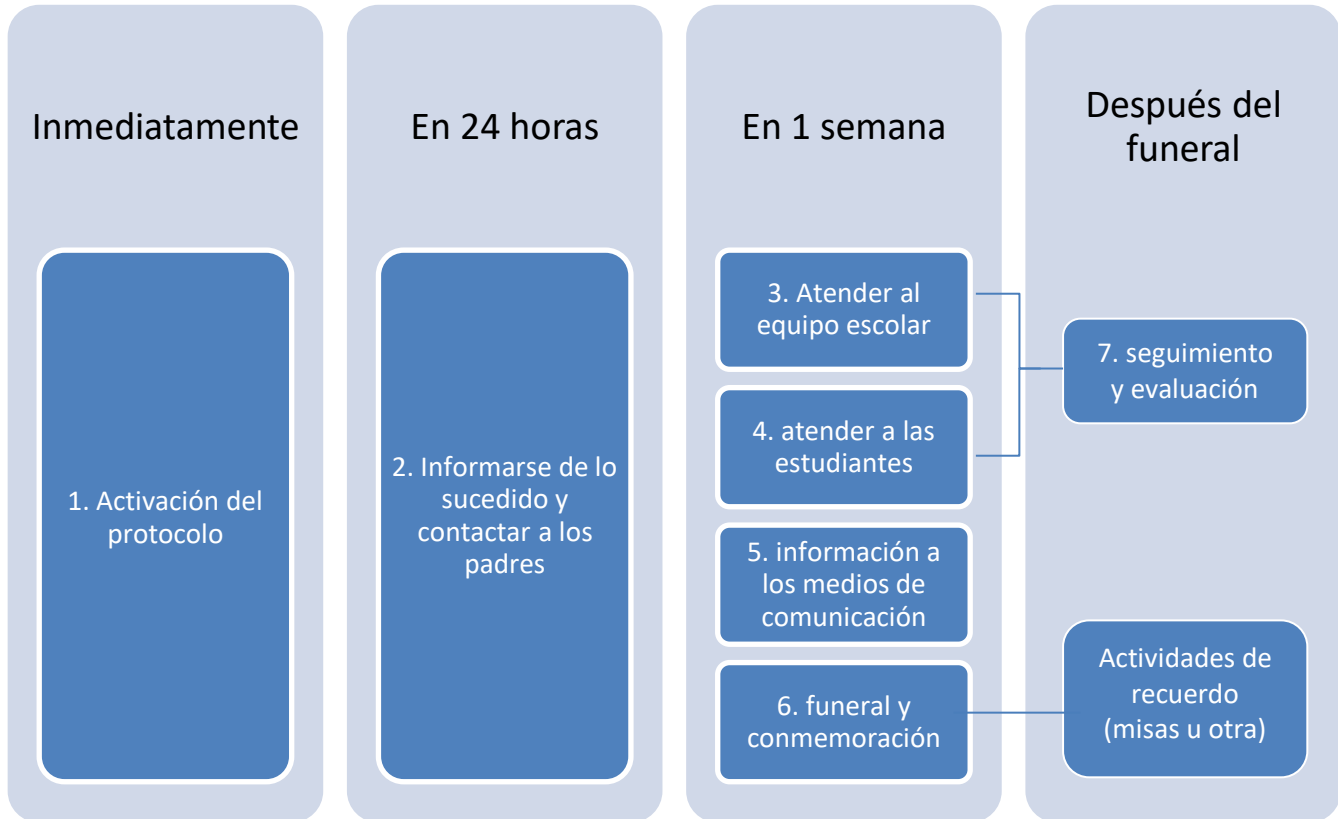 Inmediatamente
1. Activación del
protocolo
En 24 horas
2. Informarse de lo
sucedido y
contactar a los
padres
En 1 semana
3. Atender al
equipo escolar
4. atender a las
estudiantes
5. información a
los medios de
comunicación
6. funeral y
conmemoración
Después del
funeral
7. seguimiento
y evaluación
Actividades de
recuerdo
(misas u otra)